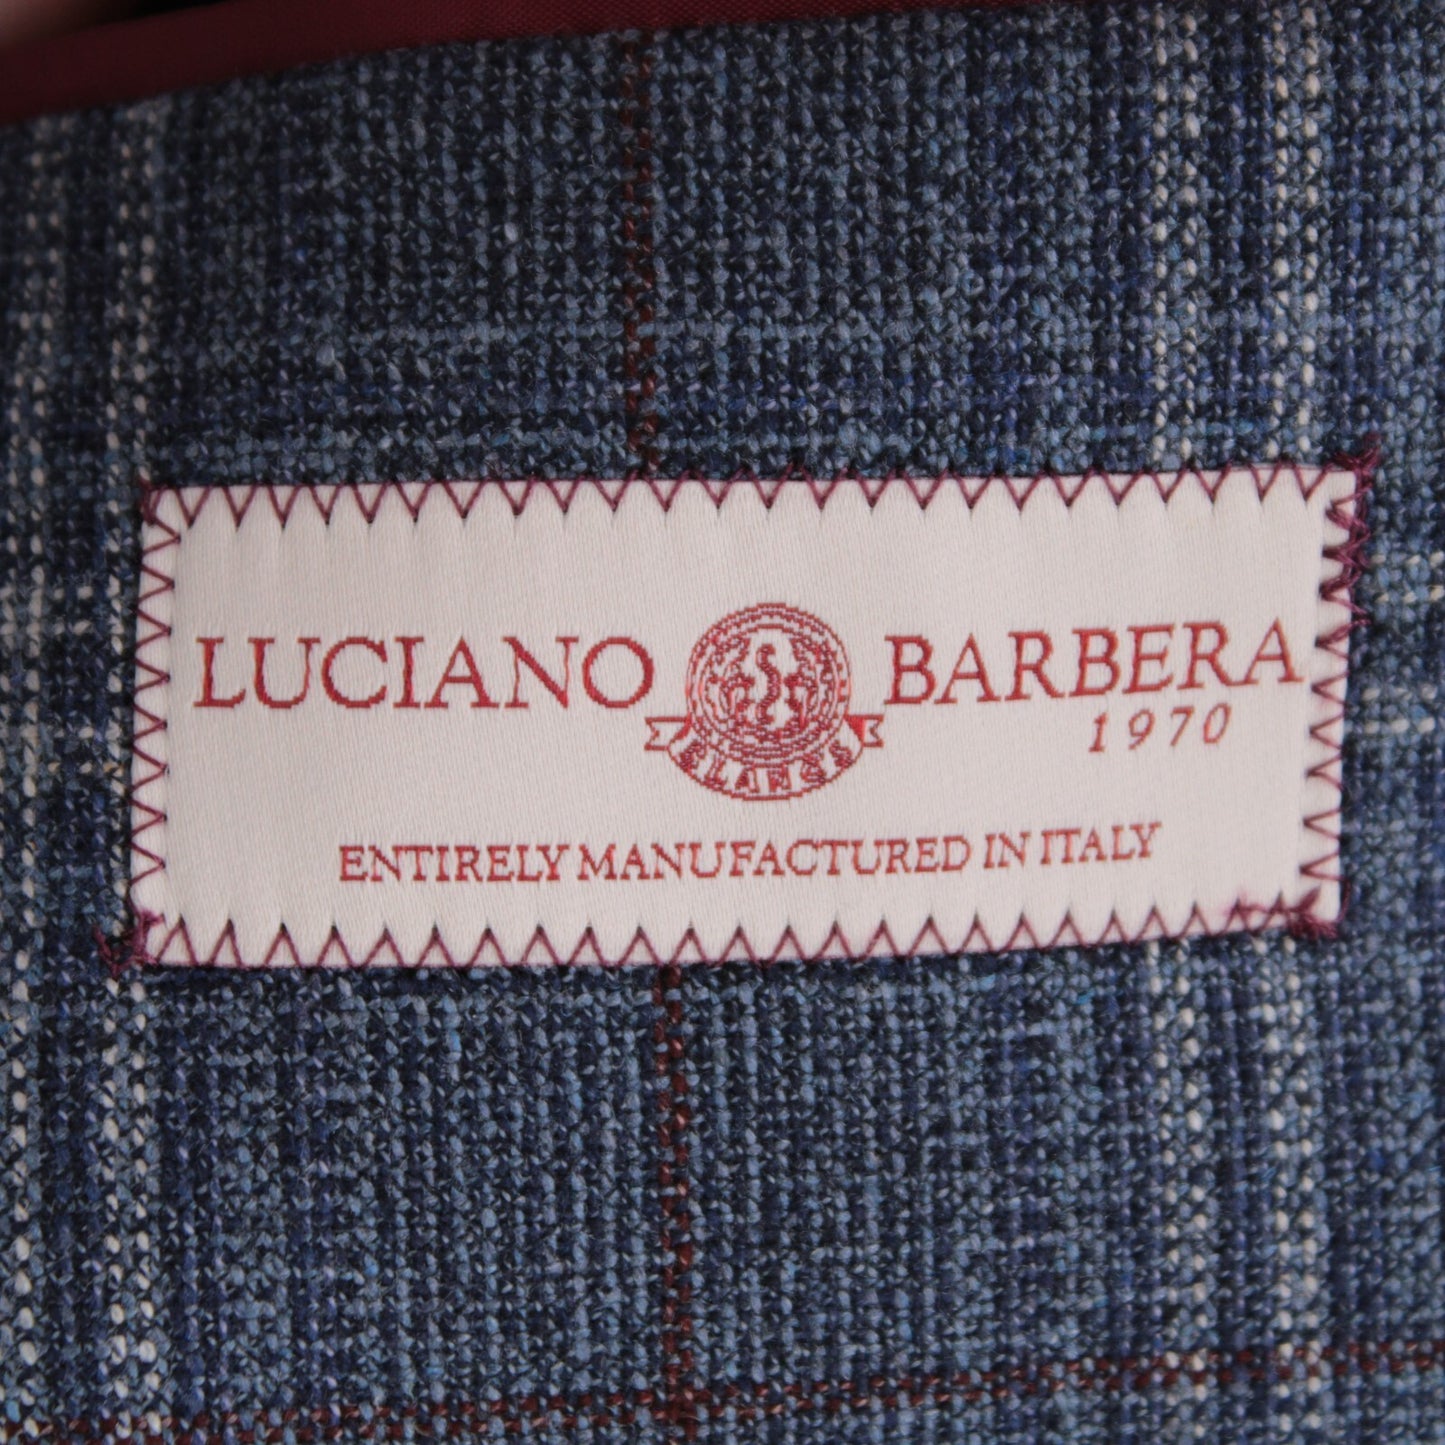 LUCIANO BARBERA
1970
ENTIRELY MANUFACTURED IN ITALY